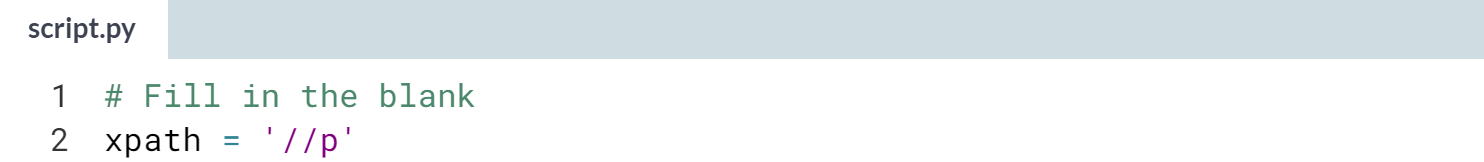 script.py
1 # Fill in the blank
2 xpath = '//p'